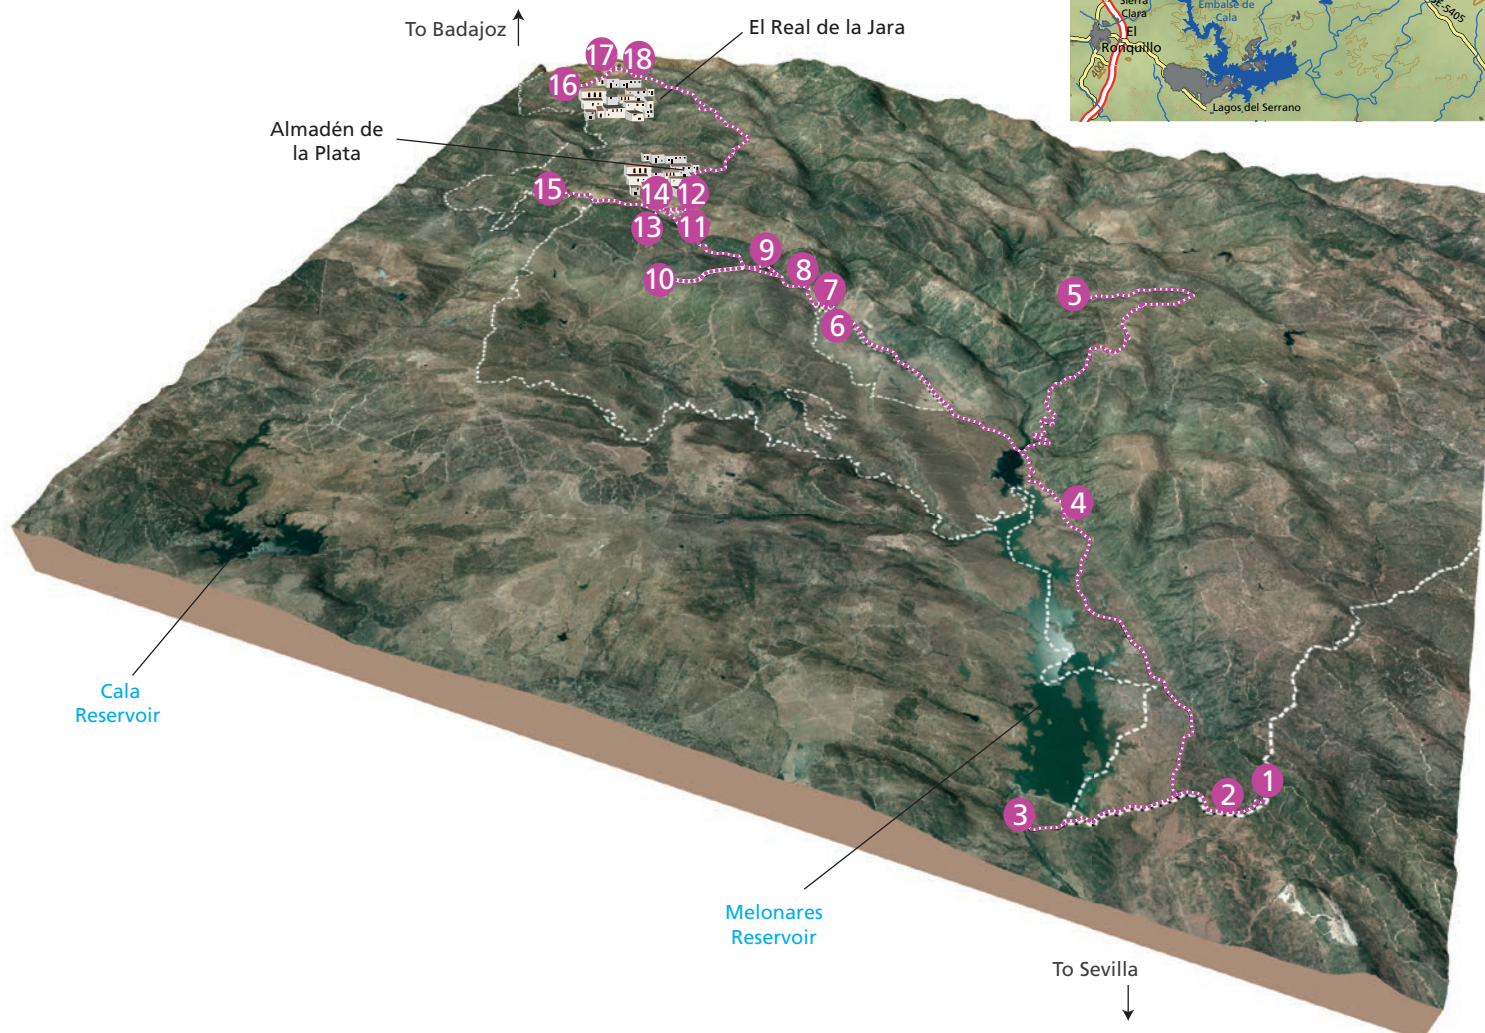 To Badajoz
El Real de la Jara
Almadén de
la Plata
Sierra
Clara
El
Ronquillo
Embalse de
Cala
SE-5405
400
Lagos del Serrano
17
18
16
15
14
12
13
11
9
10
8
7
6
5
4
3
2
1
Cala
Reservoir
Melonares
Reservoir
To Sevilla